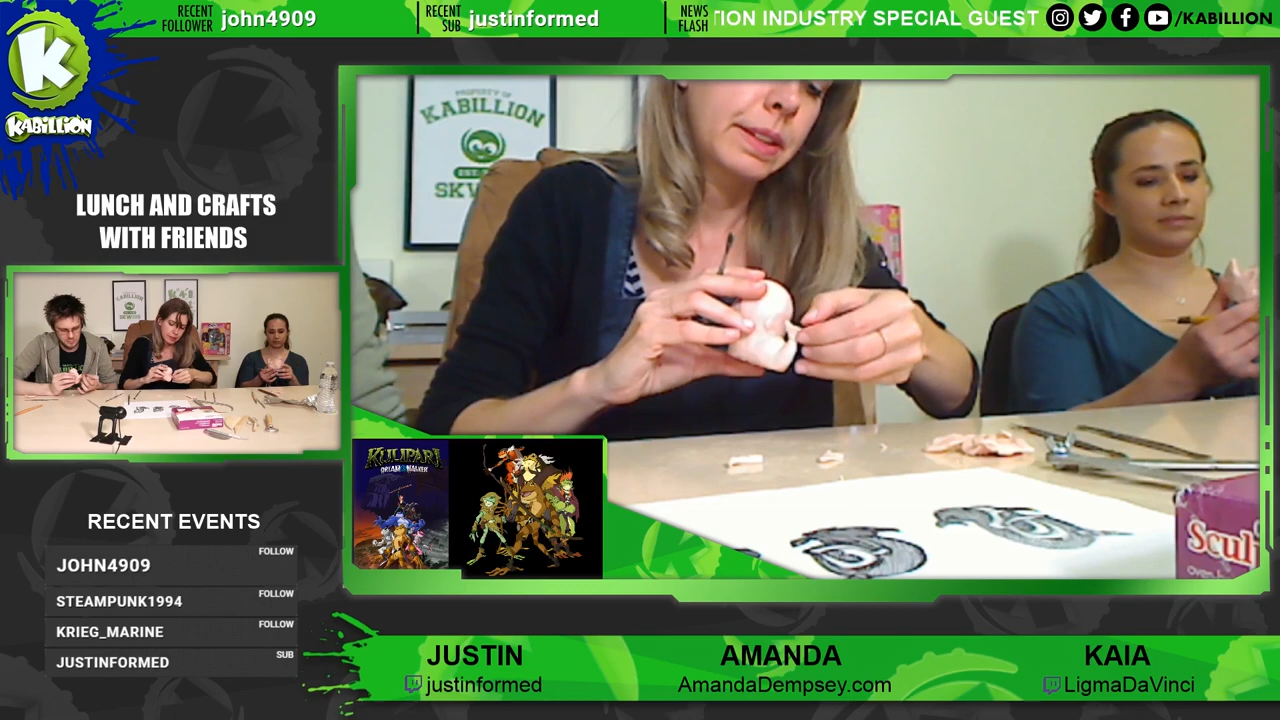 RECENT FOLLOWER john4909
RECENT SUB justinformed
NEWS FLASH TION INDUSTRY SPECIAL GUEST
/KABILLION
K
KABILLION
LUNCH AND CRAFTS
WITH FRIENDS
PROPERTY OF
KABILLION
KULIPARI
DREAM WALKER
Scul
RECENT EVENTS
JOHN4909 FOLLOW
STEAMPUNK1994 FOLLOW
KRIEG_MARINE FOLLOW
JUSTINFORMED SUB
JUSTIN
justinformed
AMANDA
AmandaDempsey.com
KAIA
LigmaDaVinci